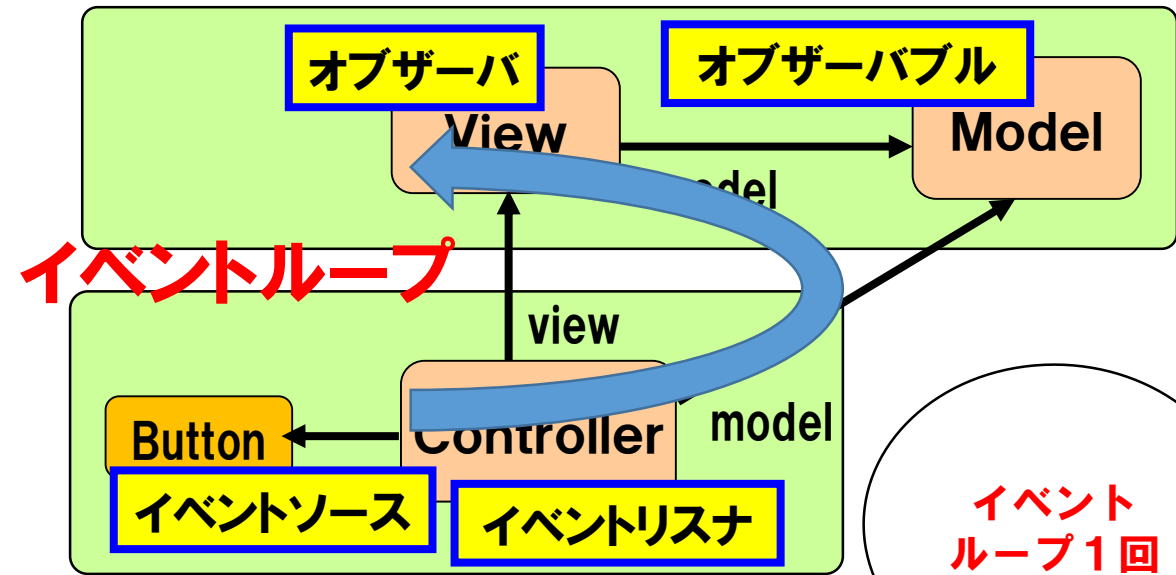 オブザーバ
オブザーバブル
View
Model
イベントループ
view
Button
Controller
model
イベントソース
イベントリスナ
イベント
ループ１回